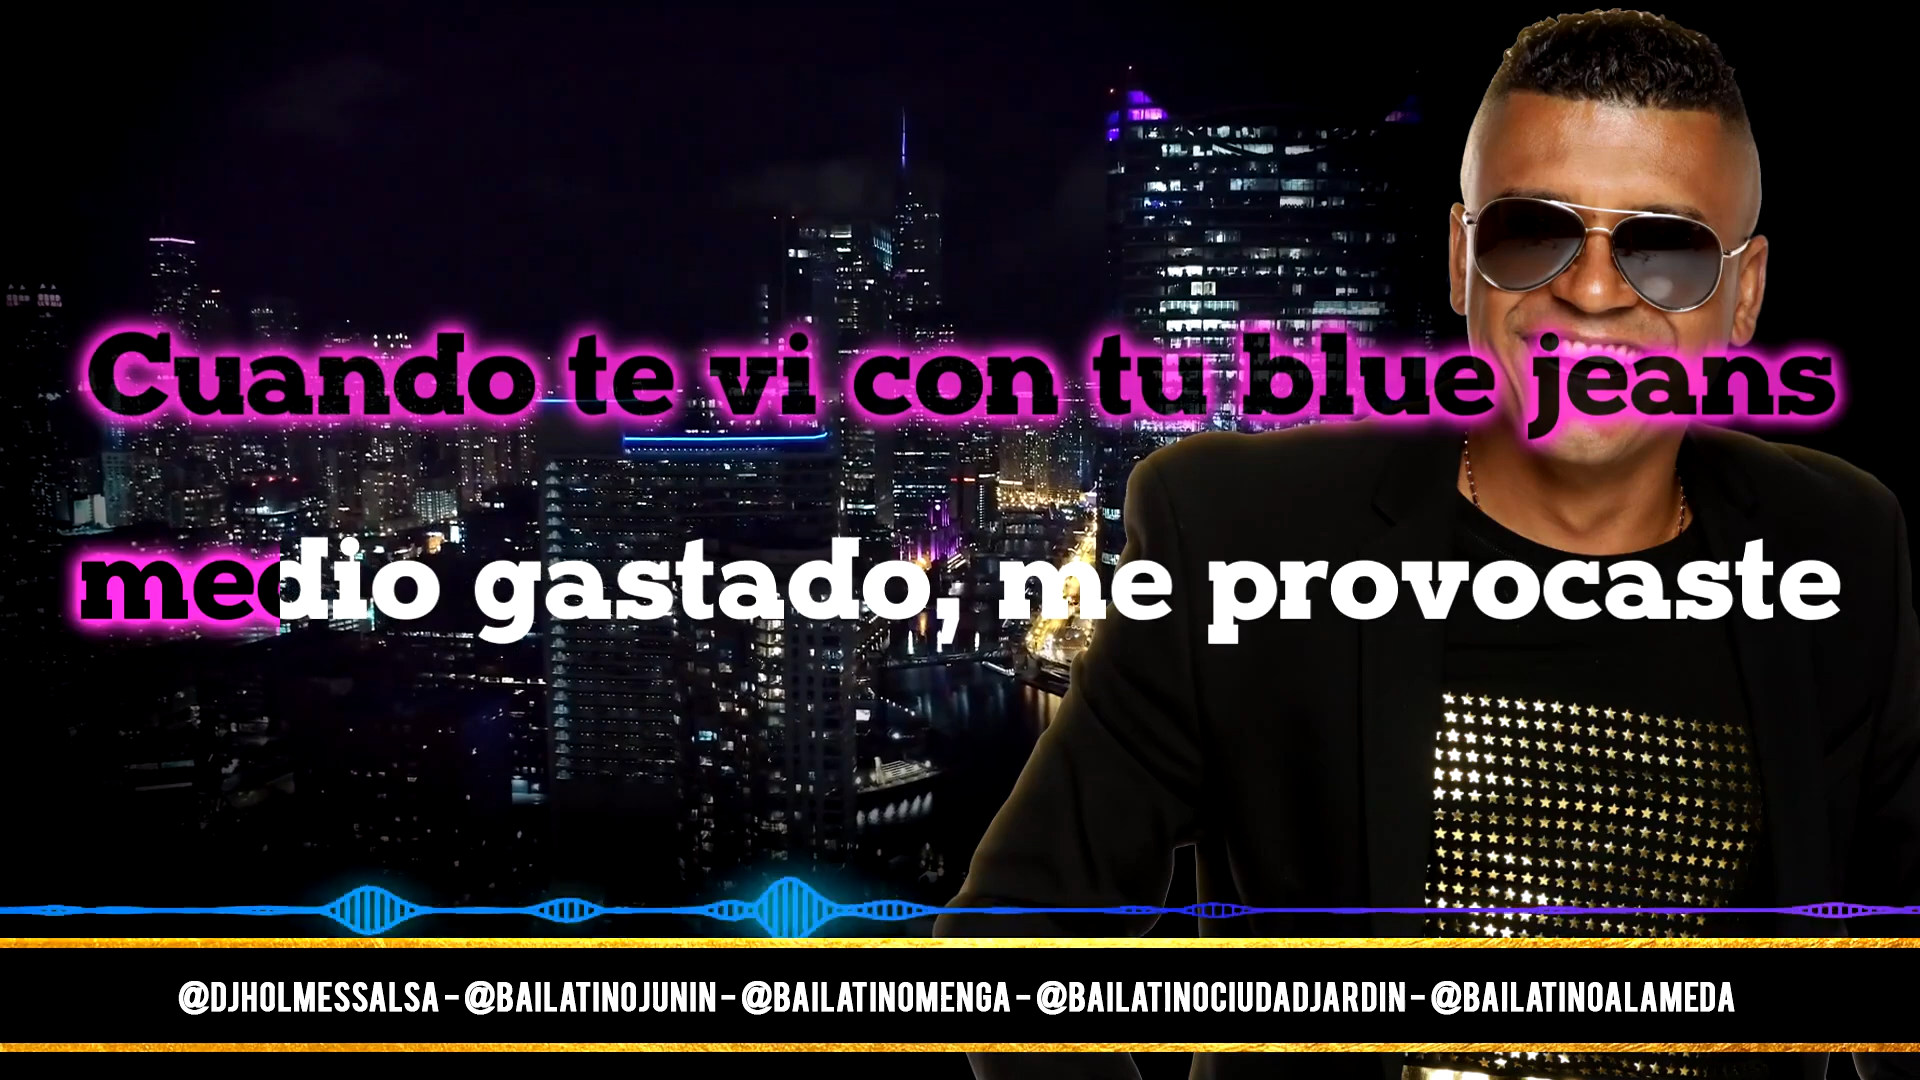 Cuando te vi con tu blue jeans
medio gastado, me provocaste
@DJHOLMESSALSA - @BAILATINOJUNIN - @BAILATINOMENGA - @BAILATINOCIUDADJARDIN - @BAILATINOALAMEDA